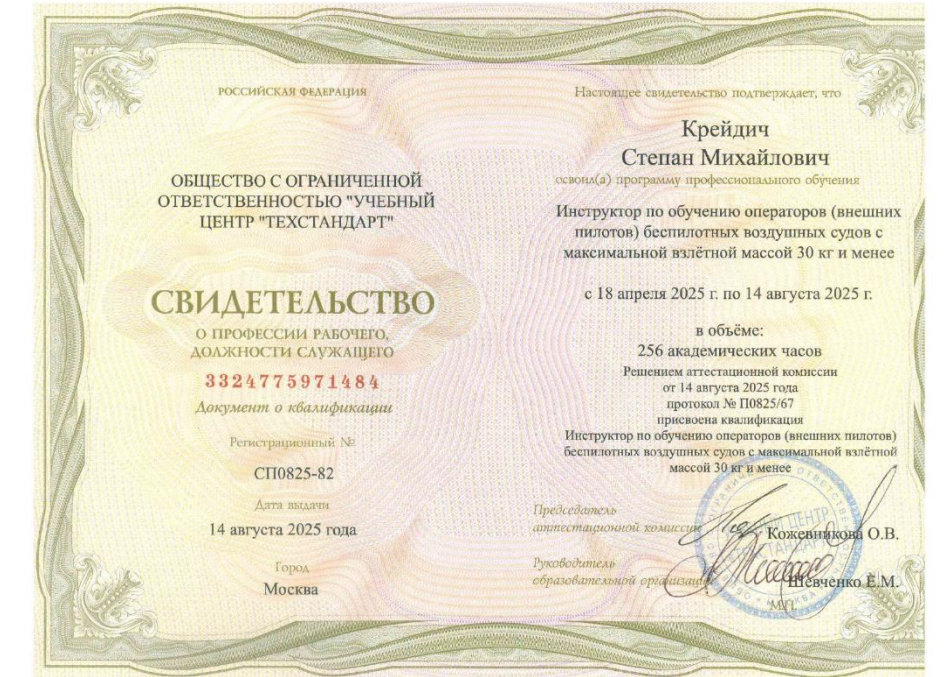 РОССИЙСКАЯ ФЕДЕРАЦИЯ
ОБЩЕСТВО С ОГРАНИЧЕННОЙ
ОТВЕТСТВЕННОСТЬЮ "УЧЕБНЫЙ
ЦЕНТР "ТЕХСТАНДАРТ"
СВИДЕТЕЛЬСТВО
О ПРОФЕССИИ РАБОЧЕГО,
ДОЛЖНОСТИ СЛУЖАЩЕГО
3324775971484
Документ о квалификации
Регистрационный №
СП0825-82
Дата выдачи
14 августа 2025 года
Город
Москва
Настоящее свидетельство подтверждает, что
Крейдич
Степан Михайлович
освоил(а) программу профессионального обучения
Инструктор по обучению операторов (внешних
пилотов) беспилотных воздушных судов с
максимальной взлётной массой 30 кг и менее
с 18 апреля 2025 г. по 14 августа 2025 г.
в объёме:
256 академических часов
Решением аттестационной комиссии
от 14 августа 2025 года
протокол № П0825/67
присвоена квалификация
Инструктор по обучению операторов (внешних пилотов)
беспилотных воздушных судов с максимальной взлётной
массой 30 кг и менее
Председатель
аттестационной комиссии
Кожевникова О.В.
Руководитель
образовательной организации
Шевченко Е.М.
М.П.